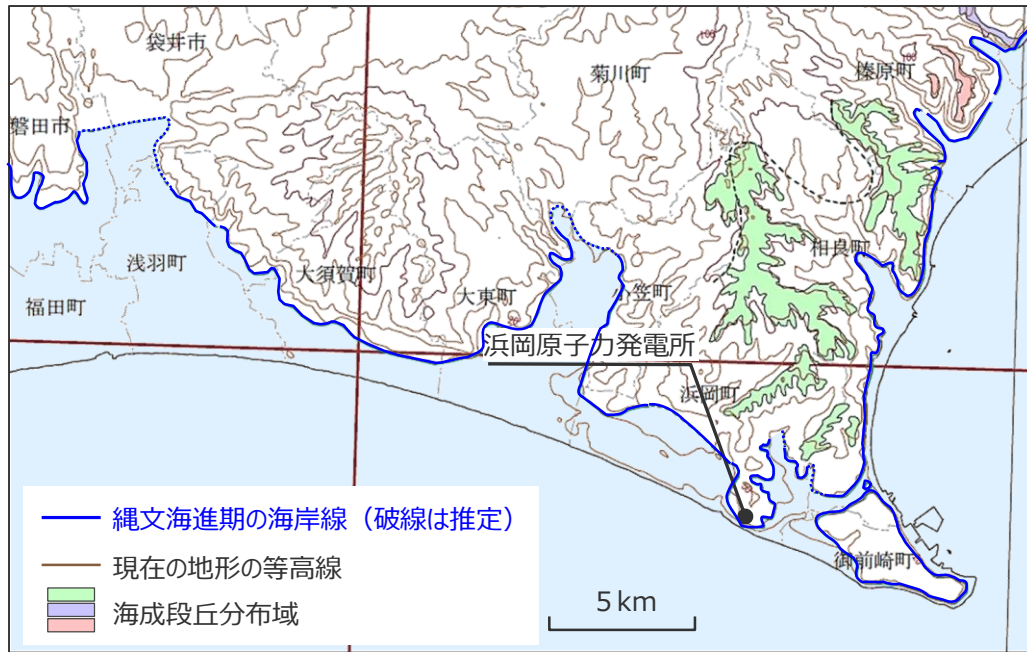 袋井市
菊川町
榛原町
100
磐田市
浅羽町
相良町
大須賀町
大東町
小笠町
福田町
浜岡原子力発電所
浜岡町
縄文海進期の海岸線（破線は推定）
現在の地形の等高線
海成段丘分布域
御前崎町
5 km